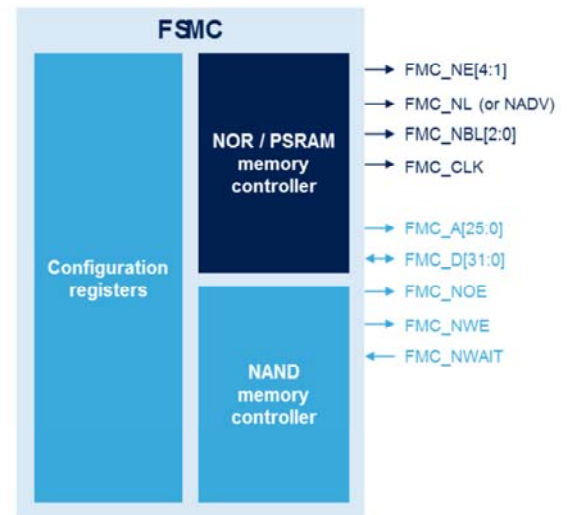 FSMC
Configuration
registers
NOR / PSRAM
memory
controller
NAND
memory
controller
FMC_NE[4:1]
FMC_NL (or NADV)
FMC_NBL[2:0]
FMC_CLK
FMC_A[25:0]
FMC_D[31:0]
FMC_NOE
FMC_NWE
FMC_NWAIT